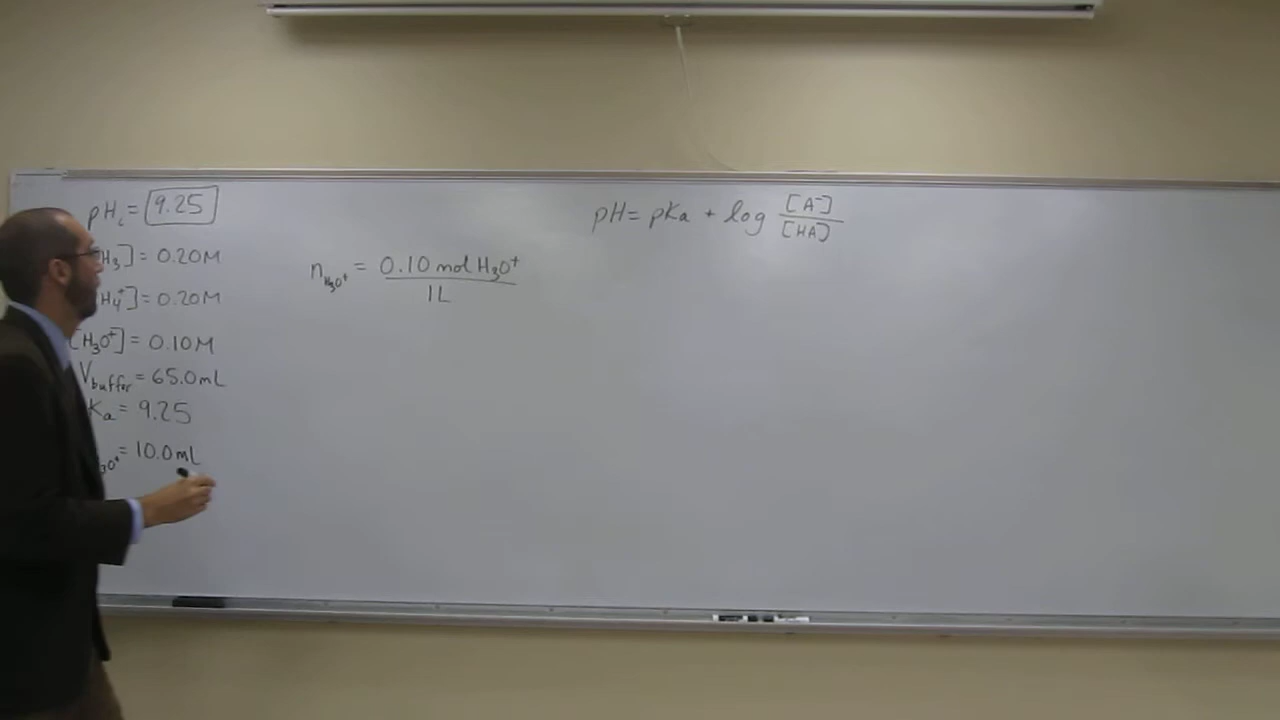 pHi = 9.25
H3] = 0.20M
H4+] = 0.20M
[H3O+] = 0.10M
Vbuffer = 65.0mL
Ka = 9.25
3O+ = 10.0mL
nH3O+ = 0.10 mol H3O+
1L
pH = pKa + log [A-]
[HA]